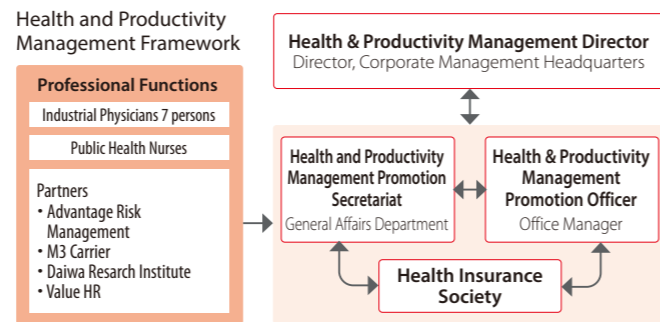 Health and Productivity
Management Framework
Professional Functions
Industrial Physicians 7 persons
Public Health Nurses
Partners
• Advantage Risk
Management
• M3 Carrier
• Daiwa Resarch Institute
• Value HR
Health & Productivity Management Director
Director, Corporate Management Headquarters
Health and Productivity
Management Promotion
Secretariat
General Affairs Department
Health & Productivity
Management
Promotion Officer
Office Manager
Health Insurance
Society